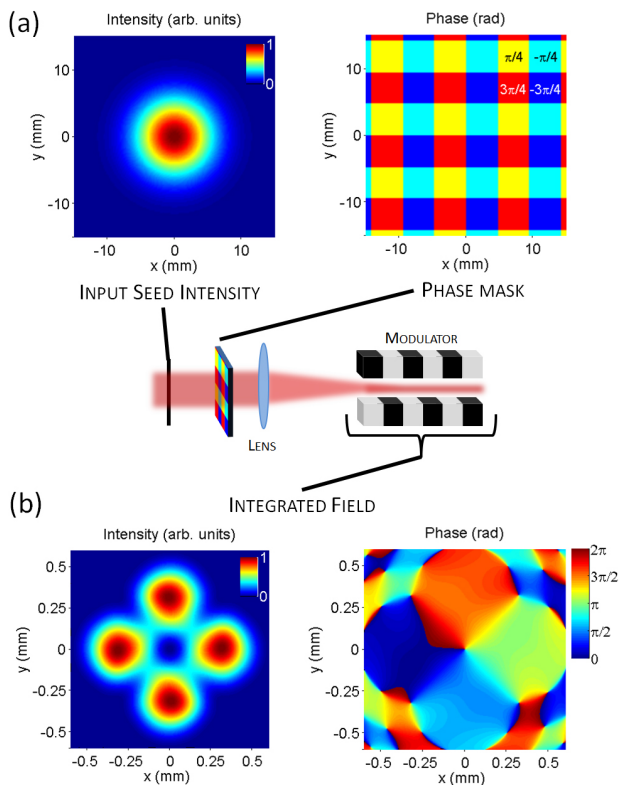 (a)
Intensity (arb. units)
1
0
10
0
-10
y (mm)
-10 0 10
x (mm)
Phase (rad)
π/4 -π/4
3π/4 -3π/4
10
0
-10
y (mm)
-10 0 10
x (mm)
INPUT SEED INTENSITY
PHASE MASK
MODULATOR
LENS
INTEGRATED FIELD
(b)
Intensity (arb. units)
1
0
0.5
0.25
0
-0.25
-0.5
y (mm)
-0.5 -0.25 0 0.25 0.5
x (mm)
Phase (rad)
2π
3π/2
π
π/2
0
0.5
0.25
0
-0.25
-0.5
y (mm)
-0.5 -0.25 0 0.25 0.5
x (mm)